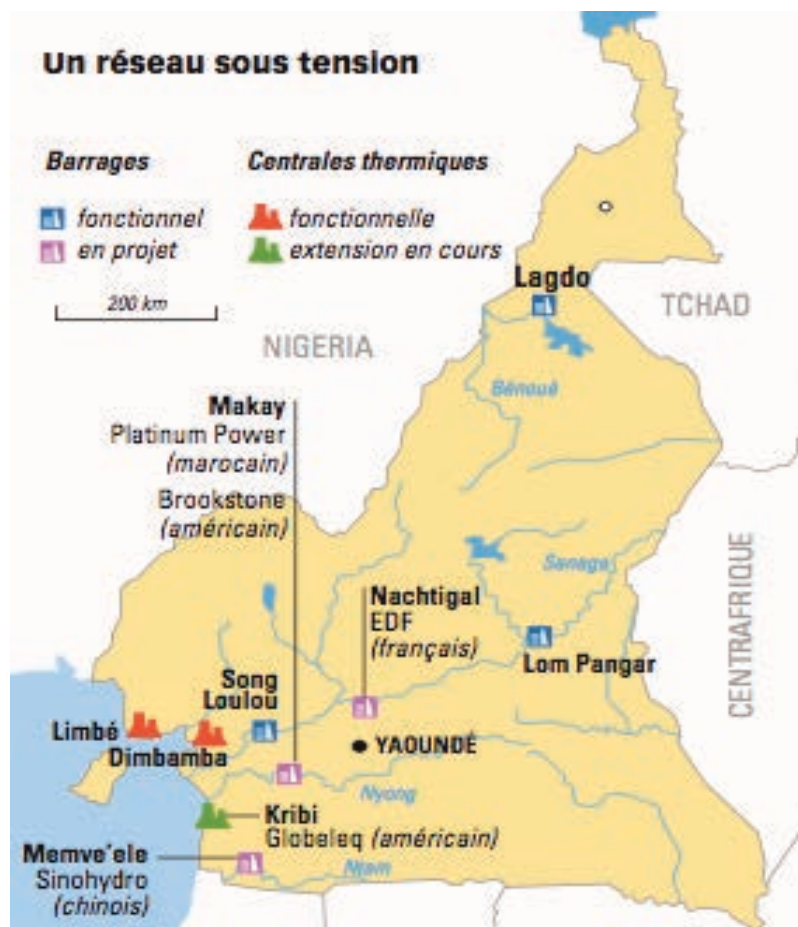 Un réseau sous tension
Barrages
fonctionnel
en projet
Centrales thermiques
fonctionnelle
extension en cours
200 km
NIGERIA
TCHAD
CENTRAFRIQUE
Lagdo
Bénoué
Makay
Platinum Power
(marocain)
Brookstone
(américain)
Sanaga
Nachtigal
EDF
(français)
Lom Pangar
Song
Loulou
Limbé
Dimbamba
YAOUNDÉ
Nyong
Kribi
Globeleq (américain)
Memve'ele
Sinohydro
(chinois)
Ntem